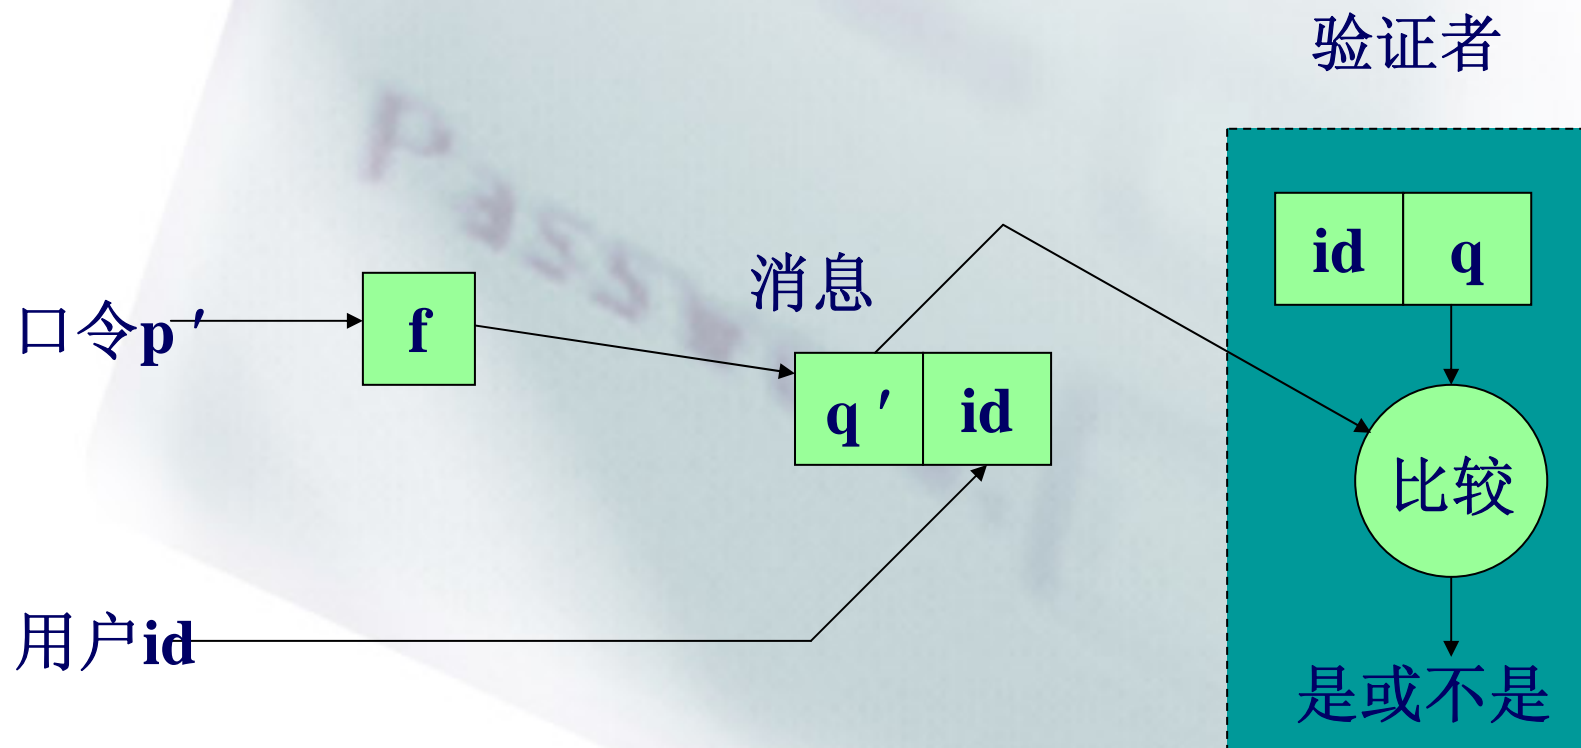 验证者
id q
消息
口令p′
f
q′ id
比较
用户id
是或不是